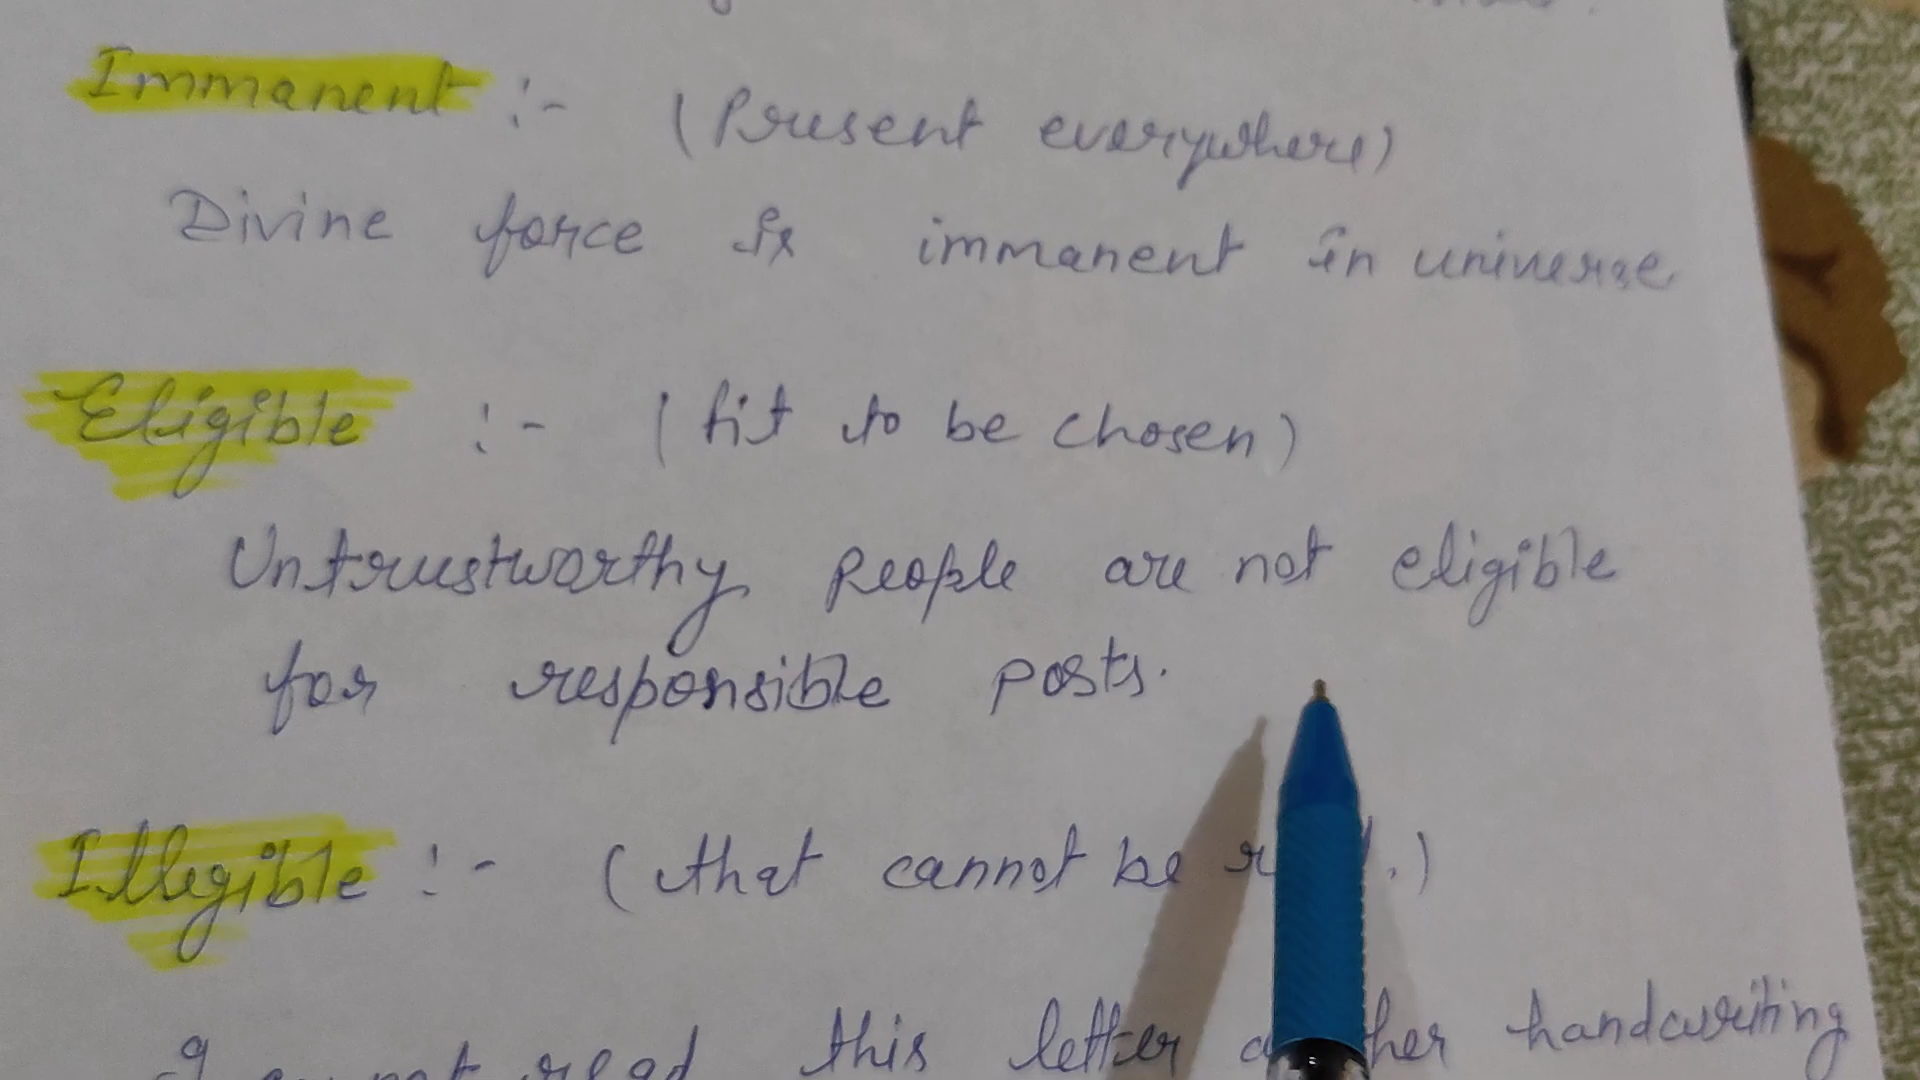 Immanent :- (Present everywhere)
Divine force is immanent in universe
Eligible :- (fit to be chosen)
Untrustworthy people are not eligible
for responsible posts.
Illegible :- (that cannot be
this letter handwriting